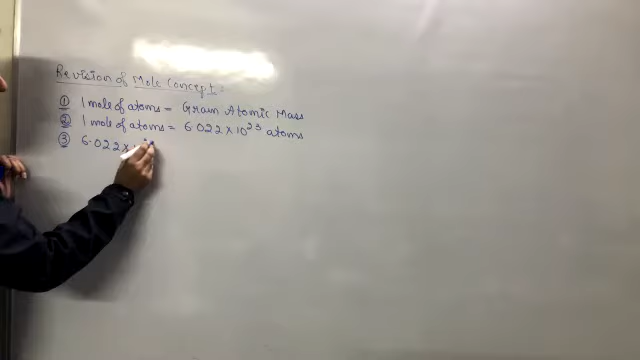 Revision of Mole Concept:
① 1 mole of atoms = Gram Atomic Mass
② 1 mole of atoms = 6.022 × 10²³ atoms
③ 6.022 ×